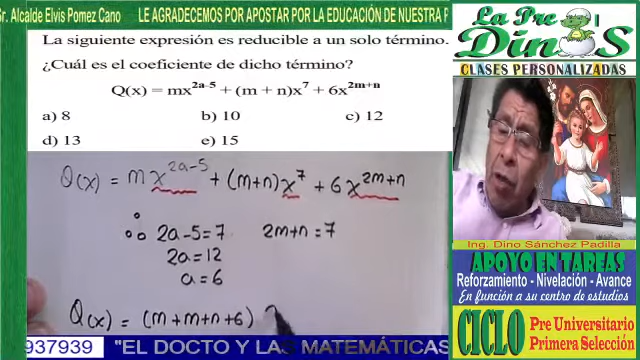 Sr. Alcalde Elvis Pomez Cano LE AGRADECEMOS POR APOSTAR POR LA EDUCACIÓN DE NUESTRA
La siguiente expresión es reducible a un solo término.
¿Cuál es el coeficiente de dicho término?
Q(x) = mx^{2a-5} + (m + n)x^7 + 6x^{2m+n}
a) 8 b) 10 c) 12
d) 13 e) 15
Q(x) = m x^{2a-5} + (m+n) x^7 + 6 x^{2m+n}
∴ 2a-5=7 2m+n=7
2a=12
a=6
Q(x) = (m+m+n+6)
937939 "EL DOCTO Y LAS MATEMÁTICAS
La Pre
Dinos
CLASES PERSONALIZADAS
Ing. Dino Sánchez Padilla
APOYO EN TAREAS
Reforzamiento - Nivelación - Avance
En función a su centro de estudios
CICLO Pre Universitario
Primera Selección